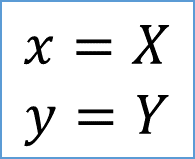 x = X
y = Y